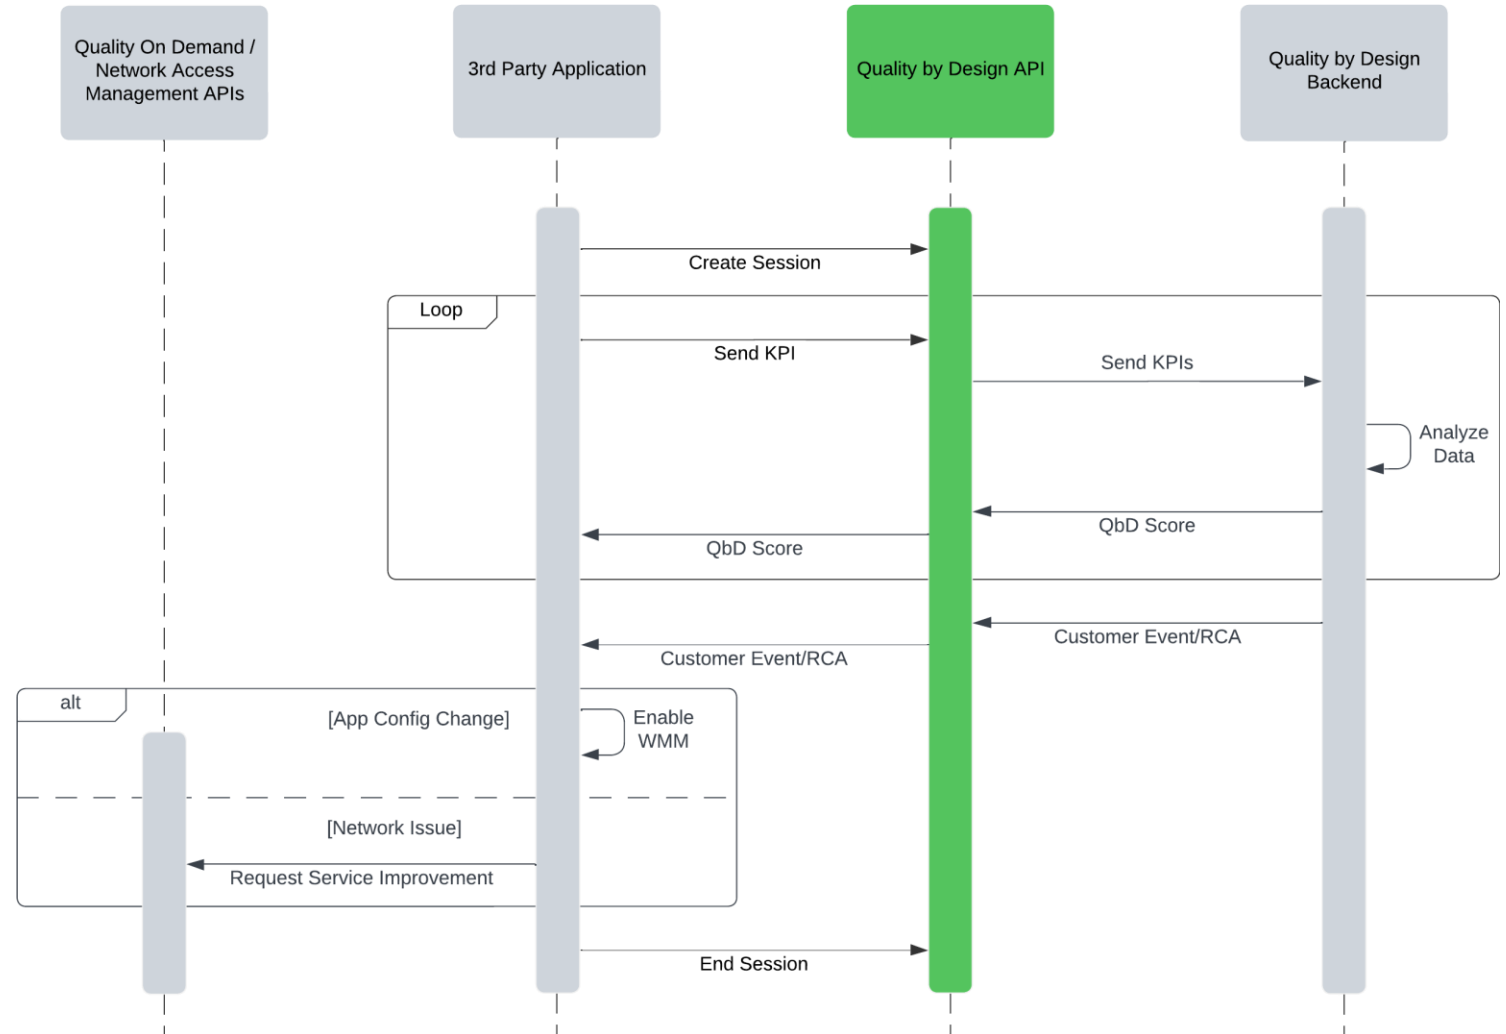 Quality On Demand /
Network Access
Management APIs
3rd Party Application
Quality by Design API
Quality by Design
Backend
Create Session
Loop
Send KPI
Send KPIs
Analyze
Data
QbD Score
QbD Score
Customer Event/RCA
Customer Event/RCA
alt
[App Config Change]
Enable
WMM
[Network Issue]
Request Service Improvement
End Session